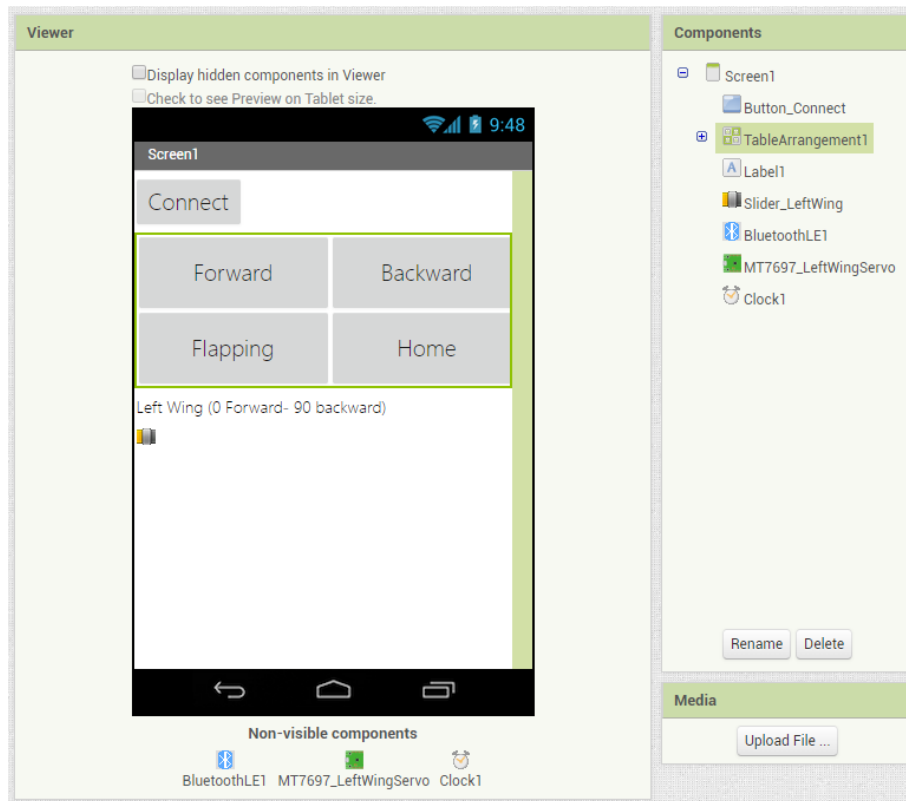 Viewer
Display hidden components in Viewer
Check to see Preview on Tablet size.
9:48
Screen1
Connect
Forward
Backward
Flapping
Home
Left Wing (0 Forward- 90 backward)
Non-visible components
BluetoothLE1
MT7697_LeftWingServo
Clock1
Components
Screen1
Button_Connect
TableArrangement1
A Label1
Slider_LeftWing
BluetoothLE1
MT7697_LeftWingServo
Clock1
Rename
Delete
Media
Upload File ...